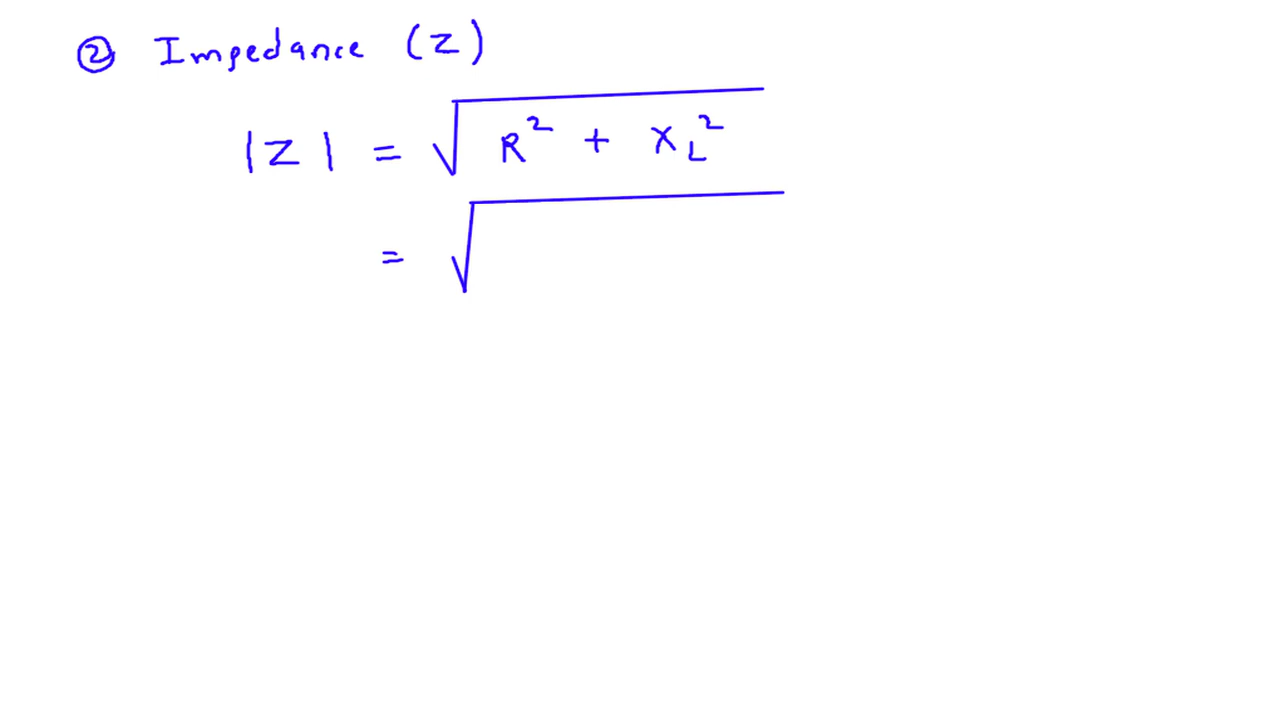 ② Impedance (Z)
|Z| = √ R² + X_L²
= √